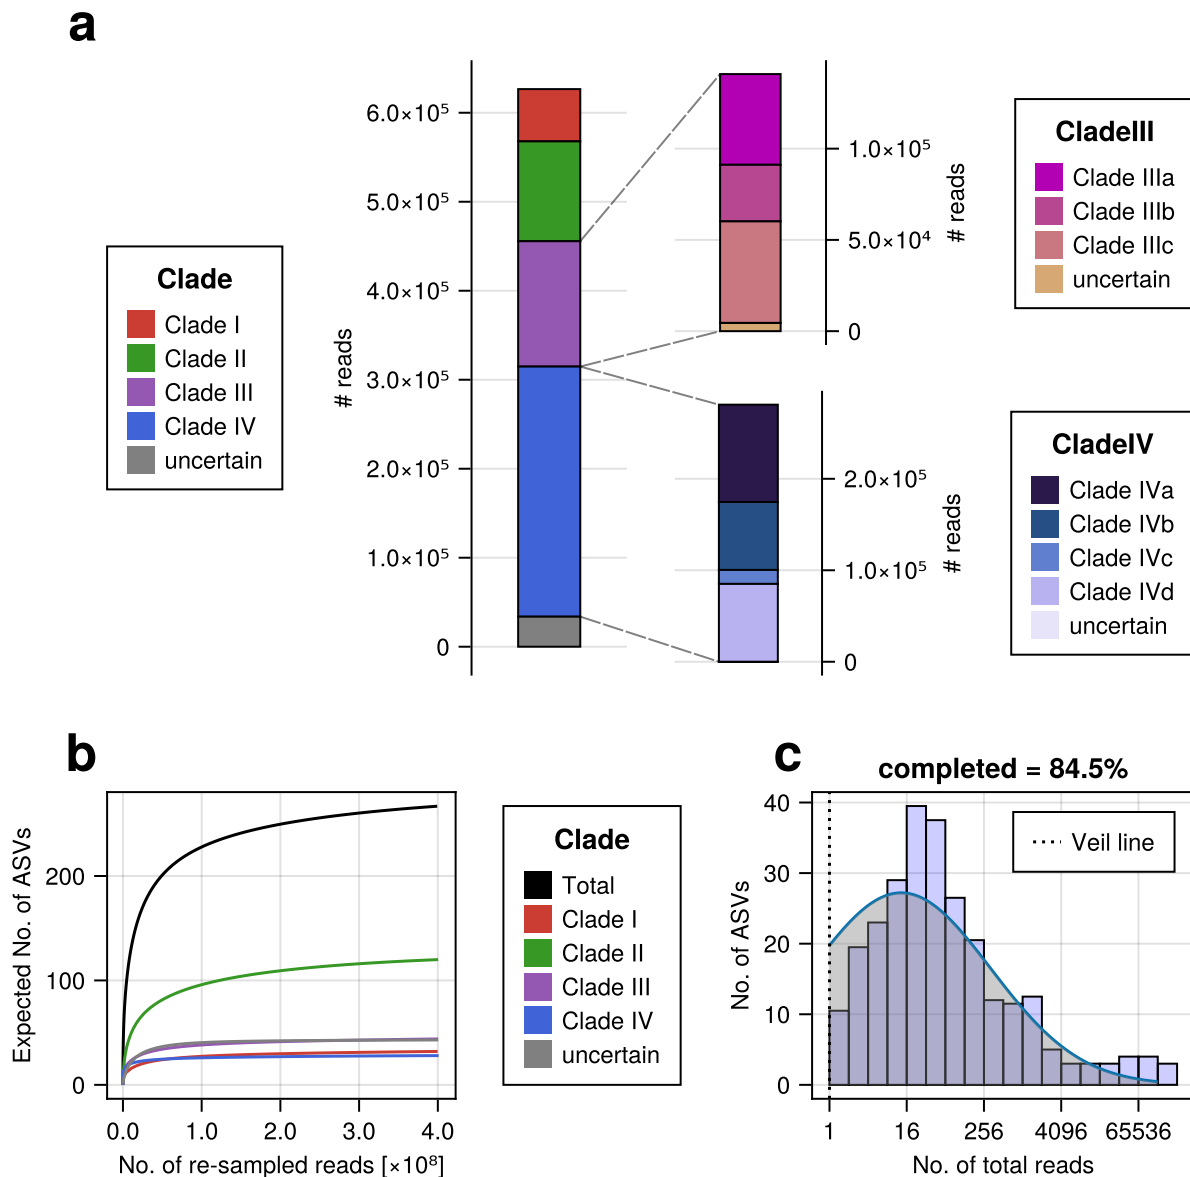 a
6.0×10⁵
5.0×10⁵
4.0×10⁵
3.0×10⁵
2.0×10⁵
1.0×10⁵
0
# reads
Clade
Clade I
Clade II
Clade III
Clade IV
uncertain
1.0×10⁵
5.0×10⁴
0
# reads
CladeIII
Clade IIIa
Clade IIIb
Clade IIIc
uncertain
2.0×10⁵
1.0×10⁵
0
# reads
CladeIV
Clade IVa
Clade IVb
Clade IVc
Clade IVd
uncertain
b
Expected No. of ASVs
200
100
0
0.0 1.0 2.0 3.0 4.0
No. of re-sampled reads [×10⁸]
Clade
Total
Clade I
Clade II
Clade III
Clade IV
uncertain
c
completed = 84.5%
No. of ASVs
40
30
20
10
0
Veil line
1 16 256 4096 65536
No. of total reads